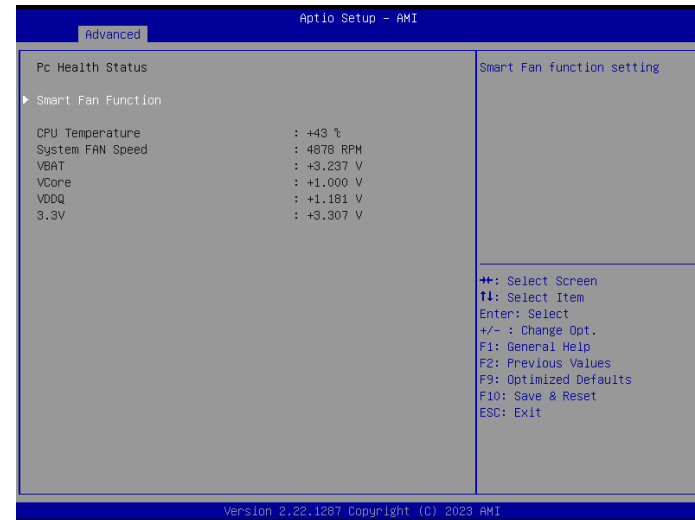 Aptio Setup - AMI
Advanced
Pc Health Status
Smart Fan Function
CPU Temperature : +43 ℃
System FAN Speed : 4878 RPM
VBAT : +3.237 V
VCore : +1.000 V
VDDQ : +1.181 V
3.3V : +3.307 V
Smart Fan function setting
→←: Select Screen
↑↓: Select Item
Enter: Select
+/- : Change Opt.
F1: General Help
F2: Previous Values
F9: Optimized Defaults
F10: Save & Reset
ESC: Exit
Version 2.22.1287 Copyright (C) 2023 AMI